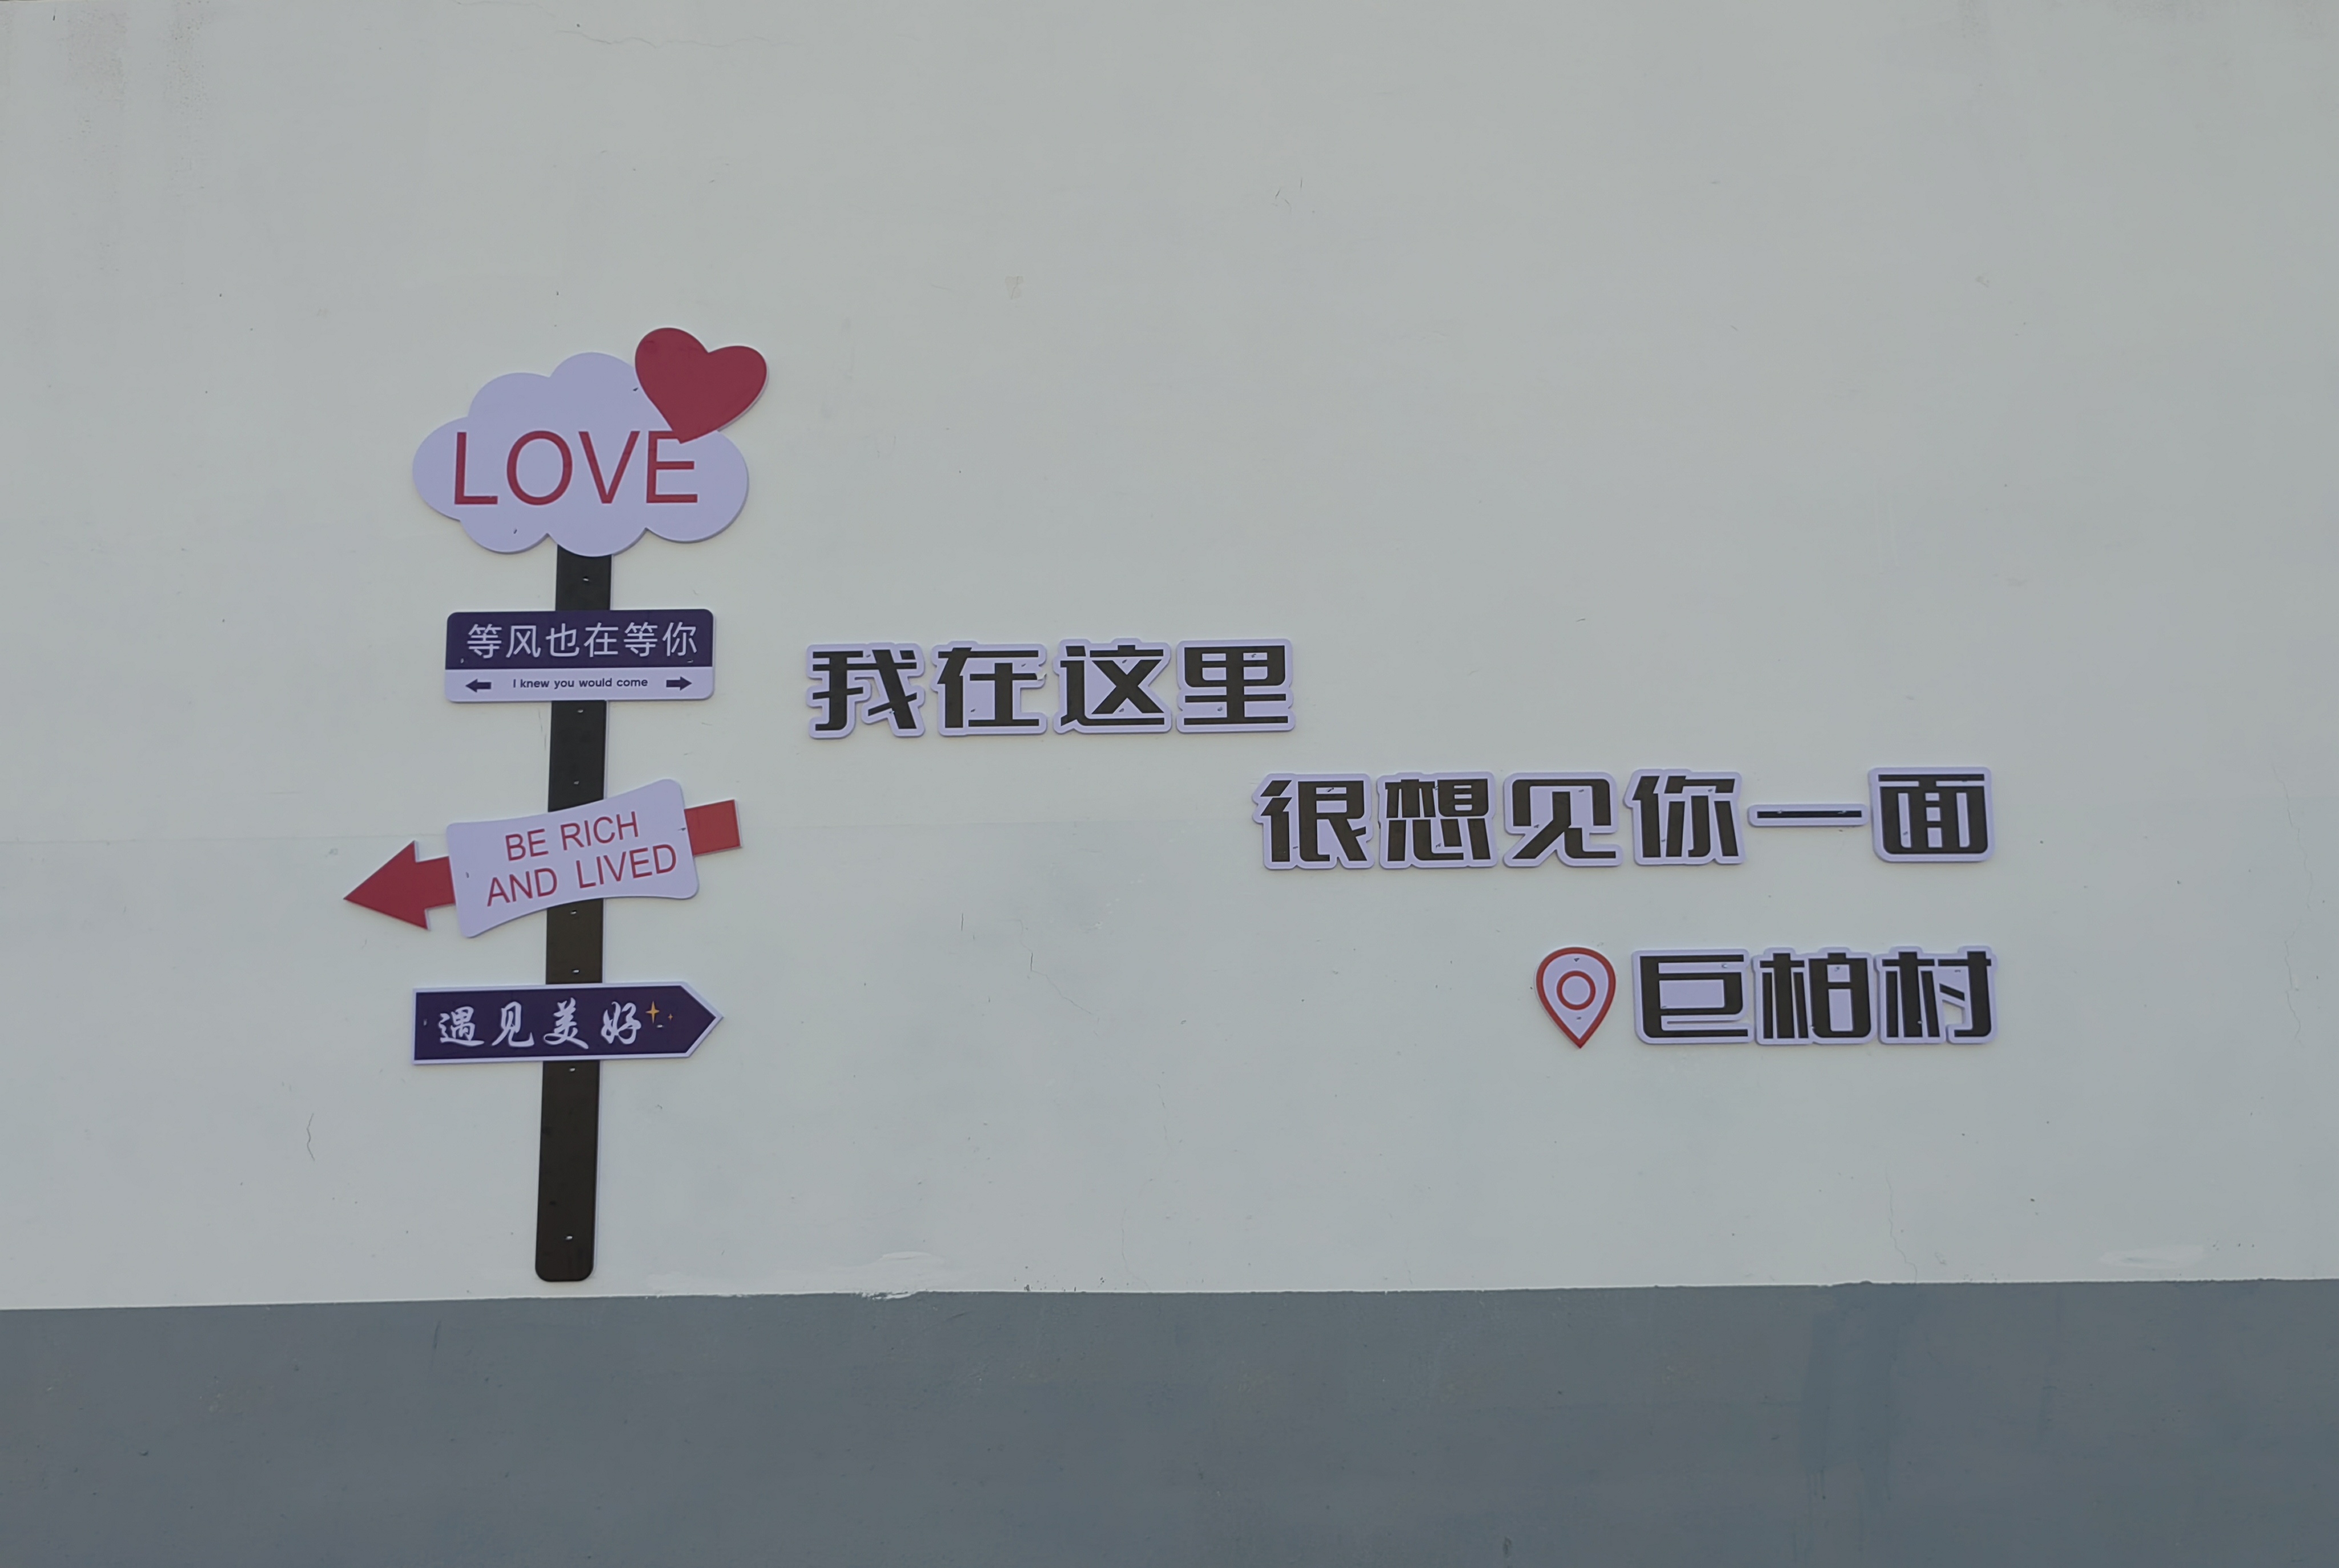 LOVE
等风也在等你
I knew you would come
BE RICH
AND LIVED
遇见美好
我在这里
很想见你一面
巨柏村